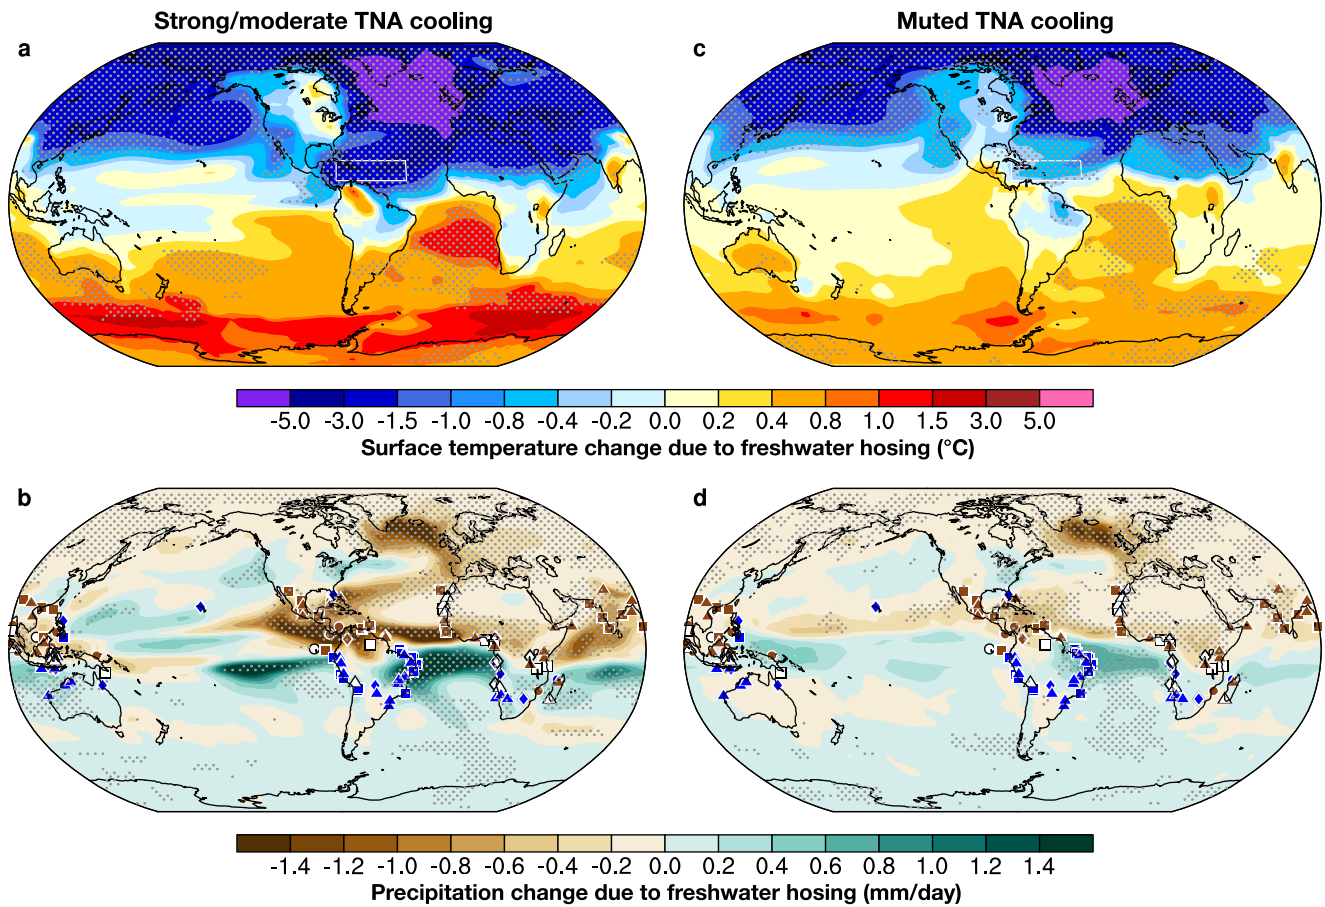 Strong/moderate TNA cooling
Muted TNA cooling
a
c
-5.0 -3.0 -1.5 -1.0 -0.8 -0.4 -0.2 0.0 0.2 0.4 0.8 1.0 1.5 3.0 5.0
Surface temperature change due to freshwater hosing (°C)
b
d
-1.4 -1.2 -1.0 -0.8 -0.6 -0.4 -0.2 0.0 0.2 0.4 0.6 0.8 1.0 1.2 1.4
Precipitation change due to freshwater hosing (mm/day)